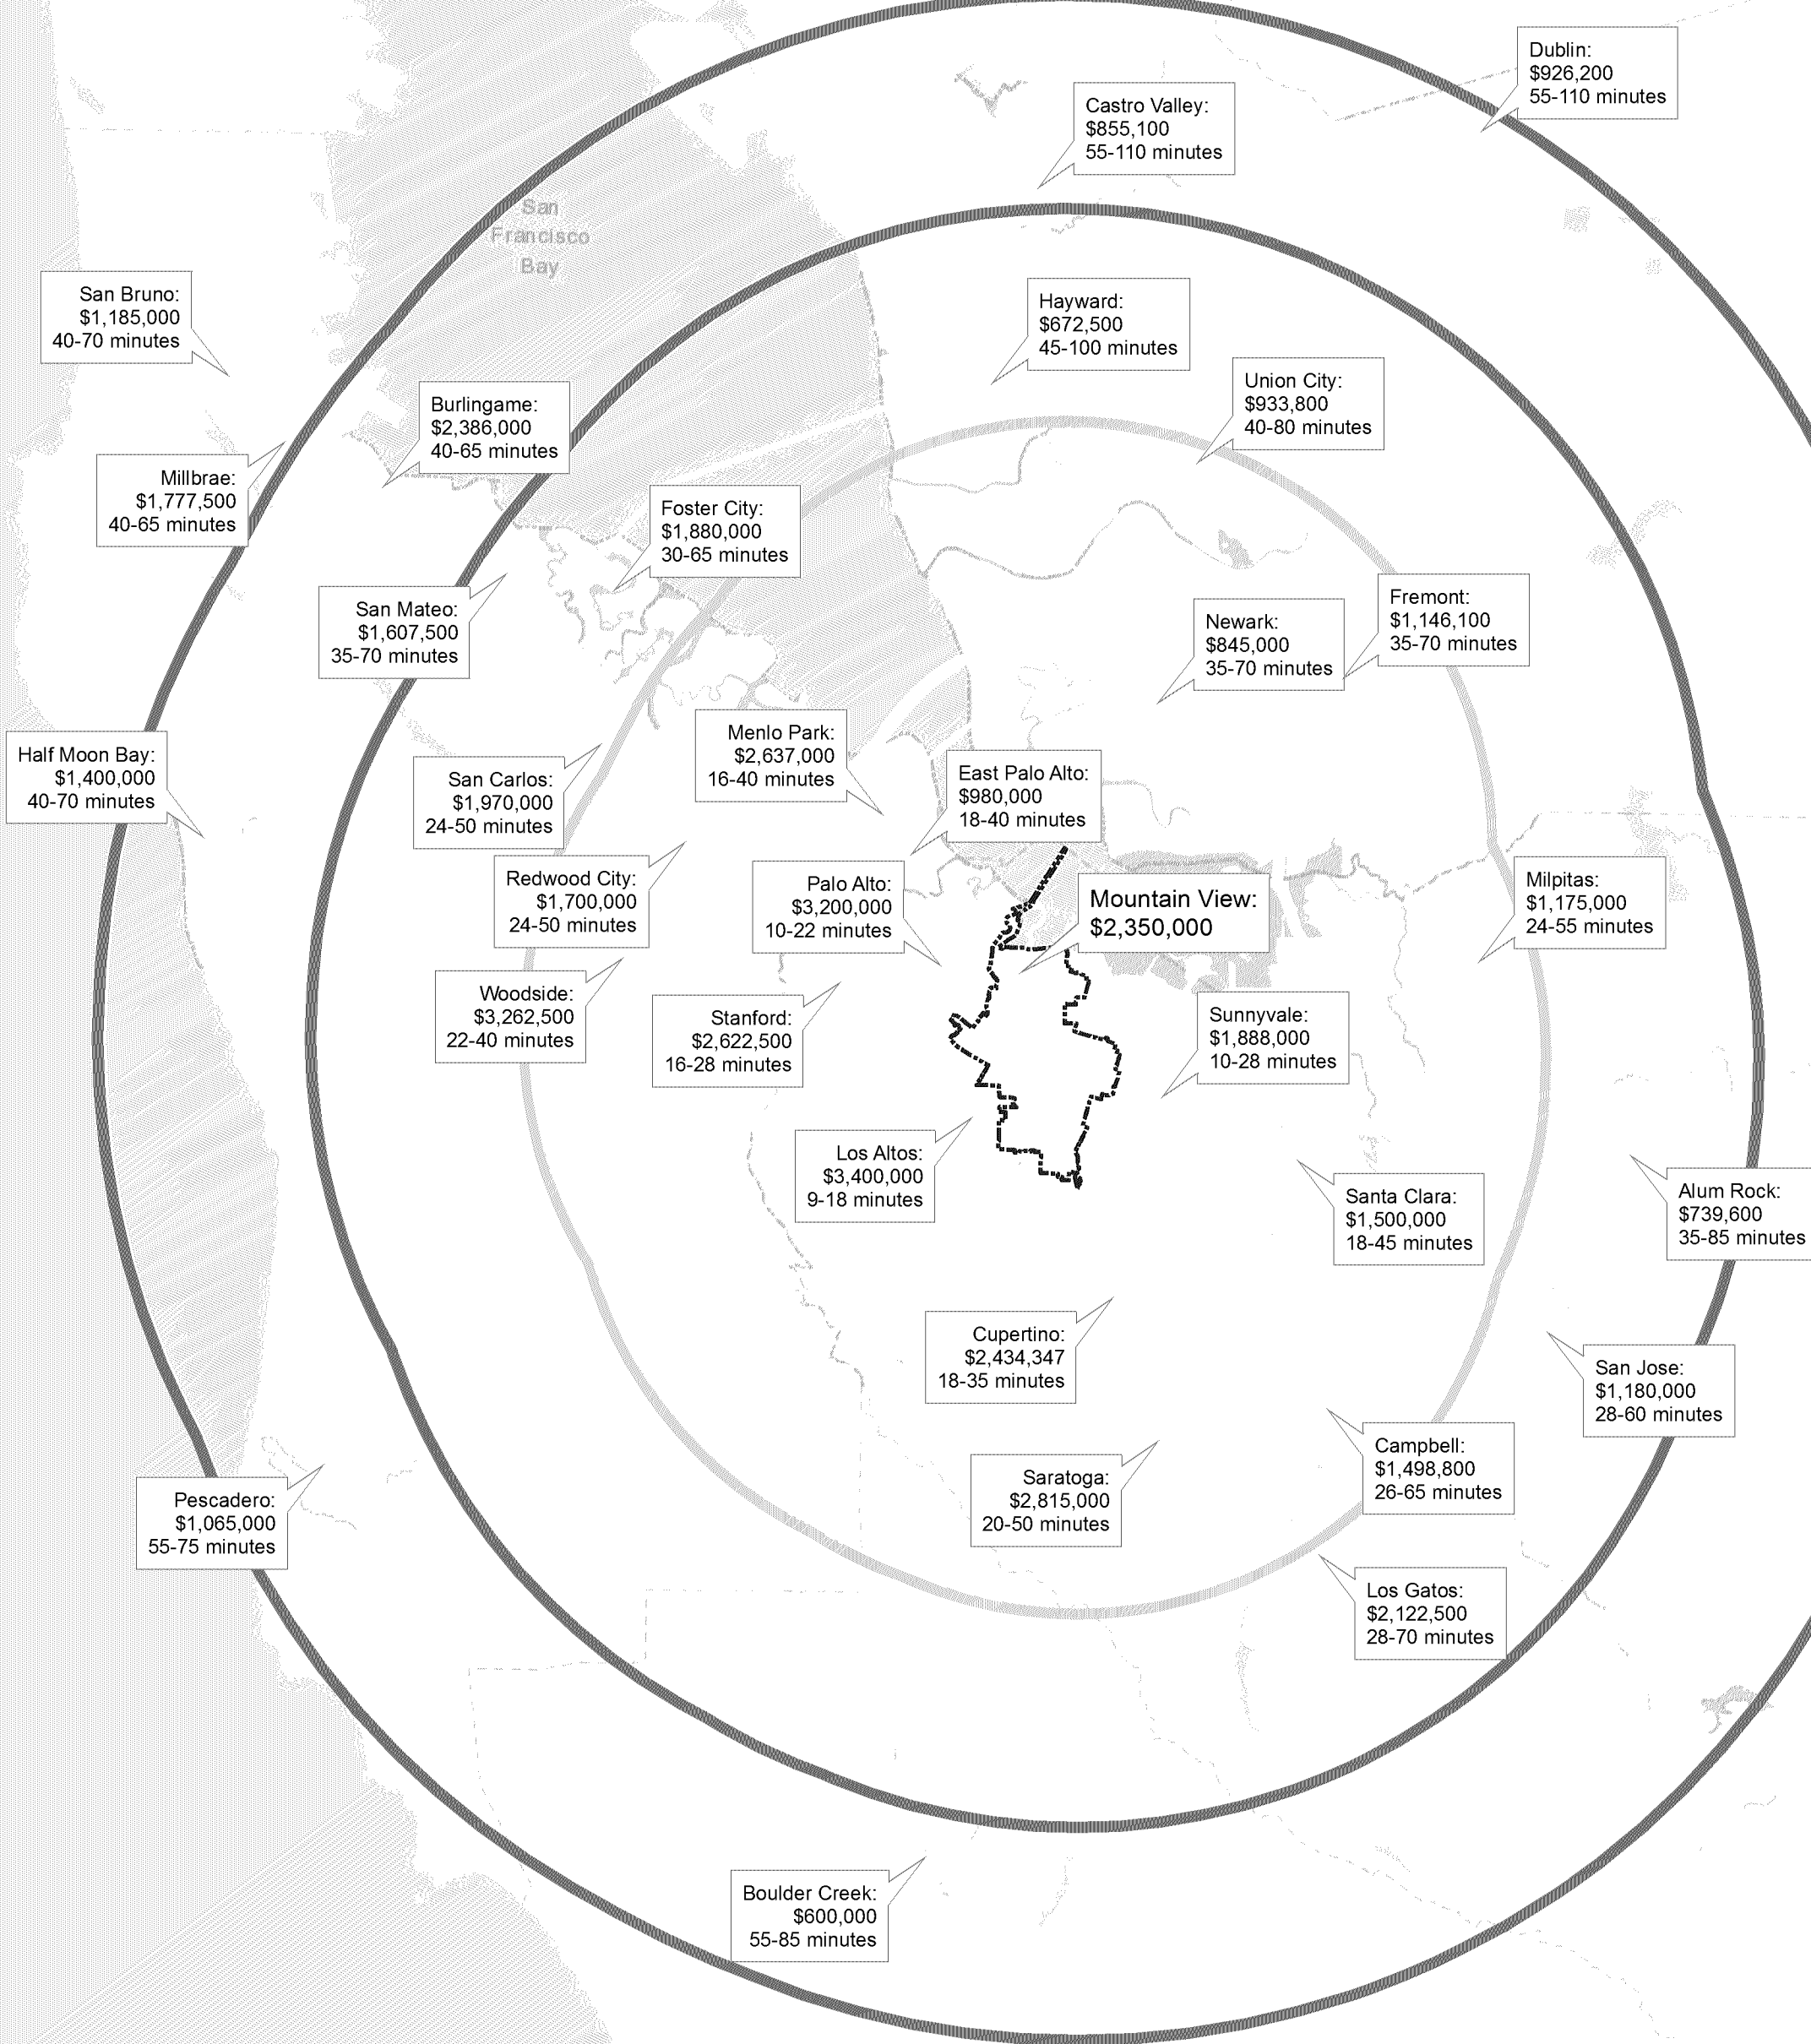 Dublin:
$926,200
55-110 minutes
Castro Valley:
$855,100
55-110 minutes
San
Francisco
Bay
San Bruno:
$1,185,000
40-70 minutes
Hayward:
$672,500
45-100 minutes
Union City:
$933,800
40-80 minutes
Burlingame:
$2,386,000
40-65 minutes
Millbrae:
$1,777,500
40-65 minutes
Foster City:
$1,880,000
30-65 minutes
San Mateo:
$1,607,500
35-70 minutes
Newark:
$845,000
35-70 minutes
Fremont:
$1,146,100
35-70 minutes
Menlo Park:
$2,637,000
16-40 minutes
Half Moon Bay:
$1,400,000
40-70 minutes
San Carlos:
$1,970,000
24-50 minutes
East Palo Alto:
$980,000
18-40 minutes
Redwood City:
$1,700,000
24-50 minutes
Palo Alto:
$3,200,000
10-22 minutes
Mountain View:
$2,350,000
Milpitas:
$1,175,000
24-55 minutes
Woodside:
$3,262,500
22-40 minutes
Stanford:
$2,622,500
16-28 minutes
Sunnyvale:
$1,888,000
10-28 minutes
Los Altos:
$3,400,000
9-18 minutes
Santa Clara:
$1,500,000
18-45 minutes
Alum Rock:
$739,600
35-85 minutes
Cupertino:
$2,434,347
18-35 minutes
San Jose:
$1,180,000
28-60 minutes
Campbell:
$1,498,800
26-65 minutes
Saratoga:
$2,815,000
20-50 minutes
Pescadero:
$1,065,000
55-75 minutes
Los Gatos:
$2,122,500
28-70 minutes
Boulder Creek:
$600,000
55-85 minutes